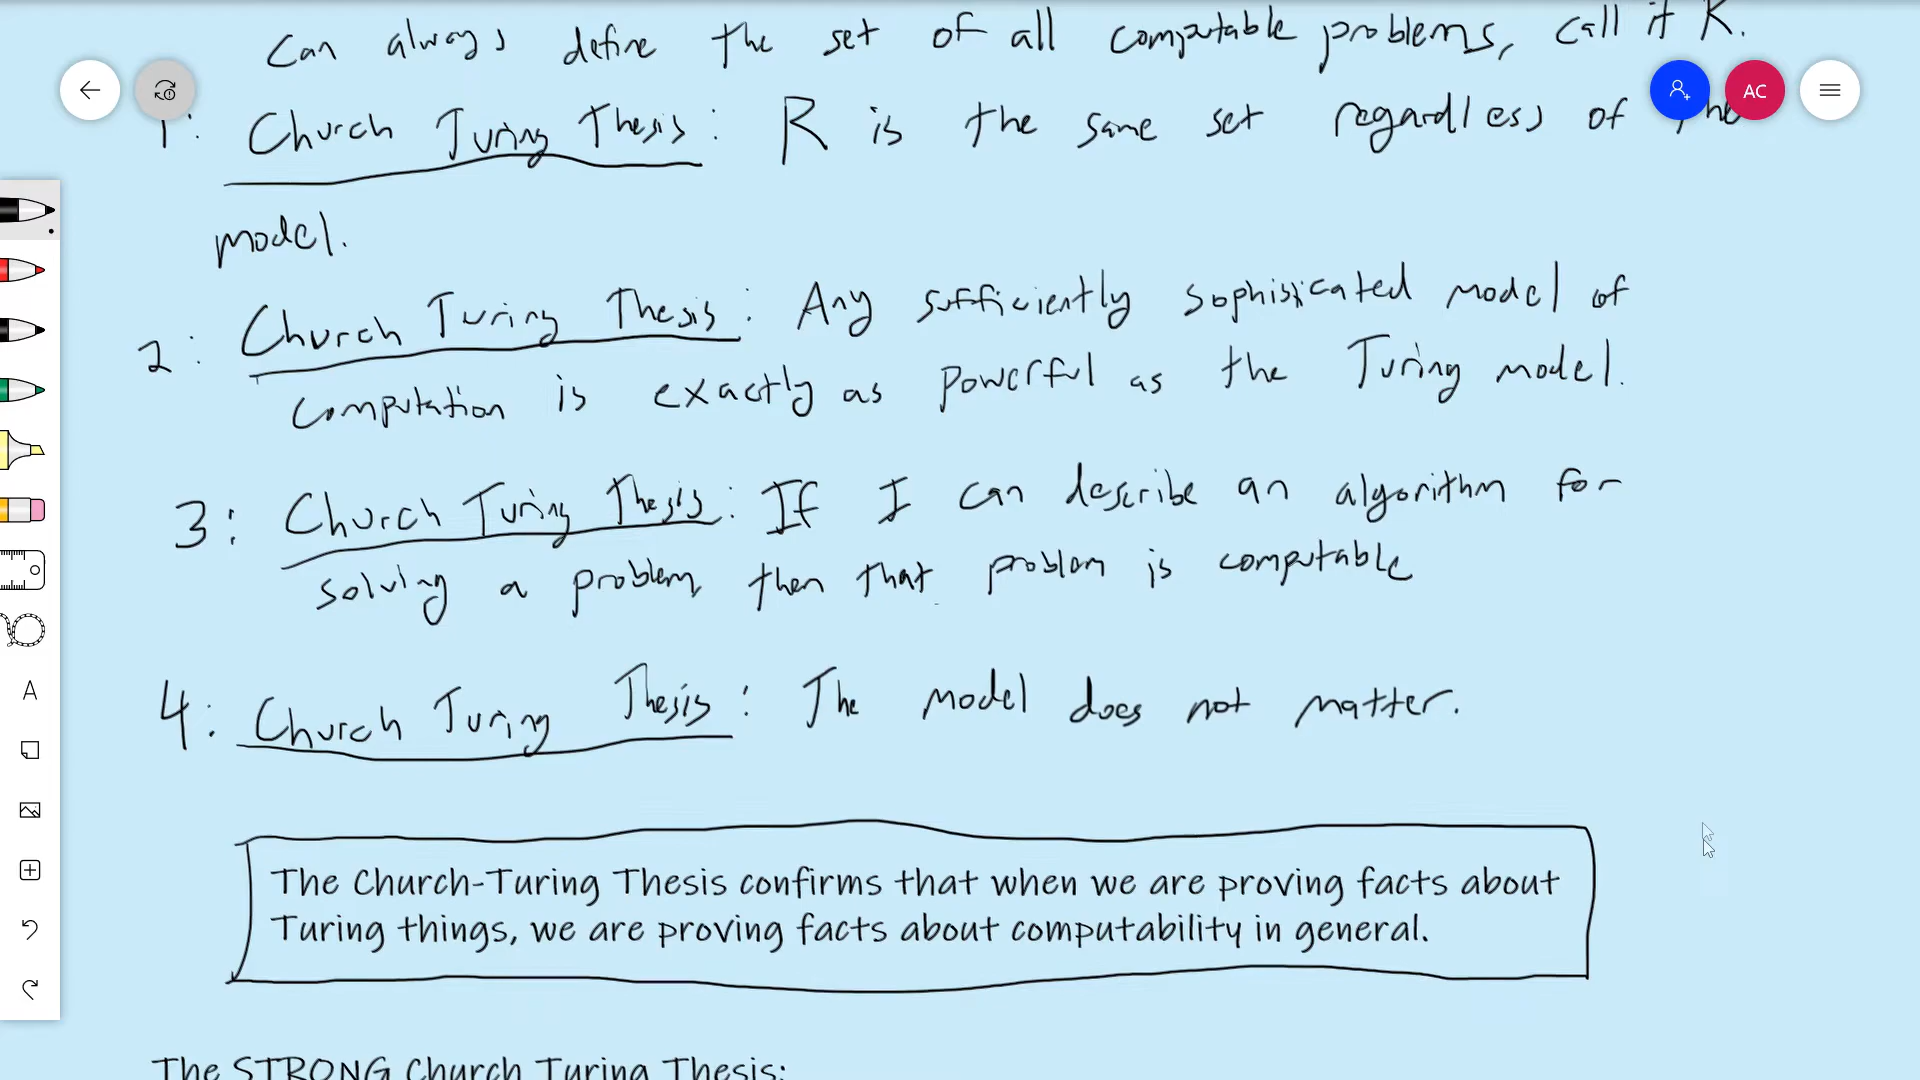 Can always define the set of all computable problems, call it R.
AC
1: Church Turing Thesis: R is the same set regardless of the
model.
2: Church Turing Thesis: Any sufficiently sophisticated model of
computation is exactly as powerful as the Turing model.
3: Church Turing Thesis: If I can describe an algorithm for
solving a problem, then that problem is computable
4: Church Turing Thesis: The model does not matter.
A
The Church-Turing Thesis confirms that when we are proving facts about
Turing things, we are proving facts about computability in general.
The STRONG Church Turing Thesis: